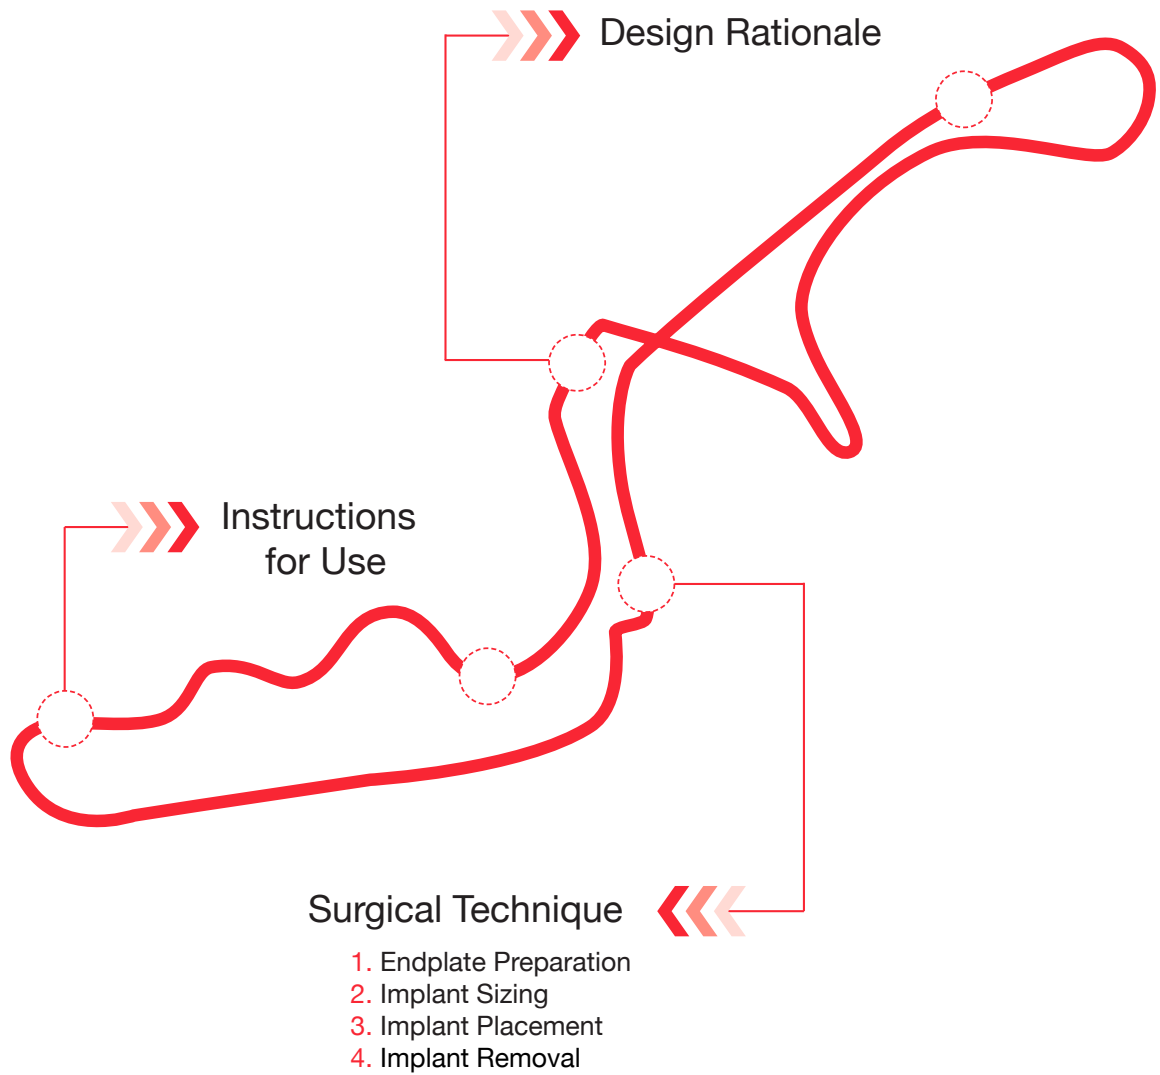 Design Rationale
Instructions
for Use
Surgical Technique
1. Endplate Preparation
2. Implant Sizing
3. Implant Placement
4. Implant Removal